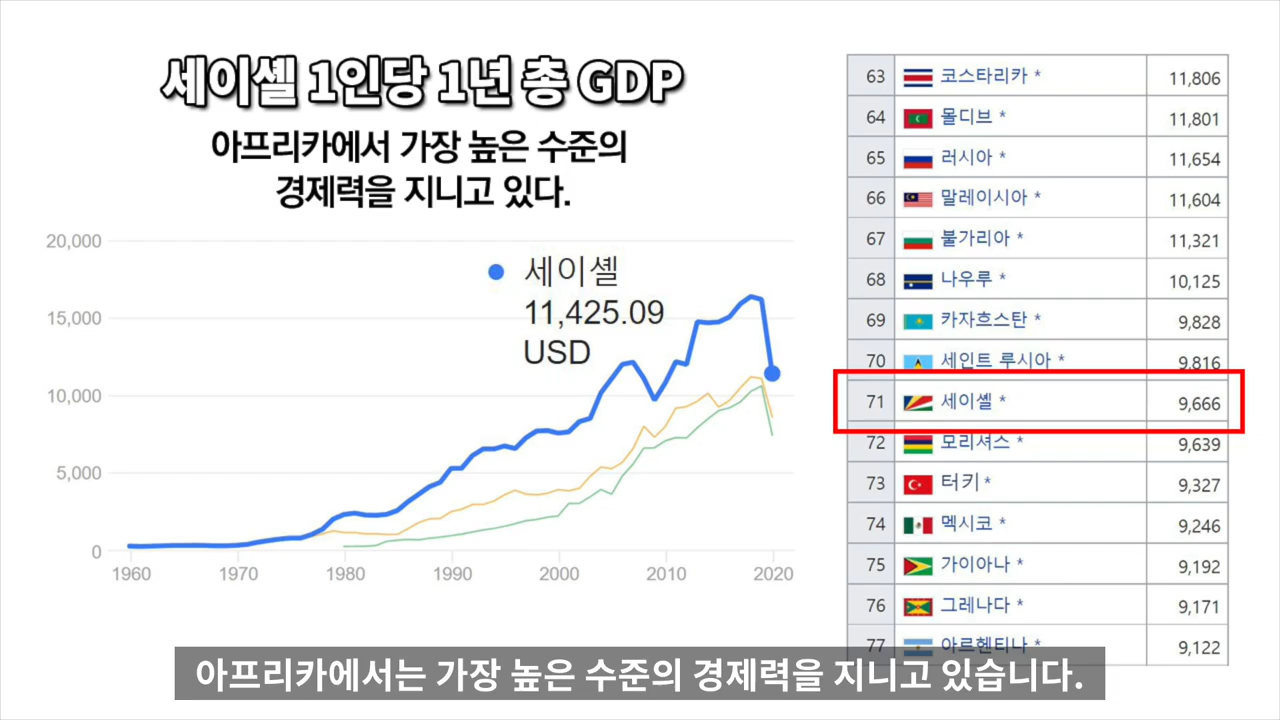 세이셸 1인당 1년 총 GDP
아프리카에서 가장 높은 수준의
경제력을 지니고 있다.
세이셸
11,425.09
USD
20,000
15,000
10,000
5,000
0
1960 1970 1980 1990 2000 2010 2020
63 코스타리카 * 11,806
64 몰디브 * 11,801
65 러시아 * 11,654
66 말레이시아 * 11,604
67 불가리아 * 11,321
68 나우루 * 10,125
69 카자흐스탄 * 9,828
70 세인트 루시아 * 9,816
71 세이셸 * 9,666
72 모리셔스 * 9,639
73 터키 * 9,327
74 멕시코 * 9,246
75 가이아나 * 9,192
76 그레나다 * 9,171
77 아르헨티나 * 9,122
아프리카에서는 가장 높은 수준의 경제력을 지니고 있습니다.